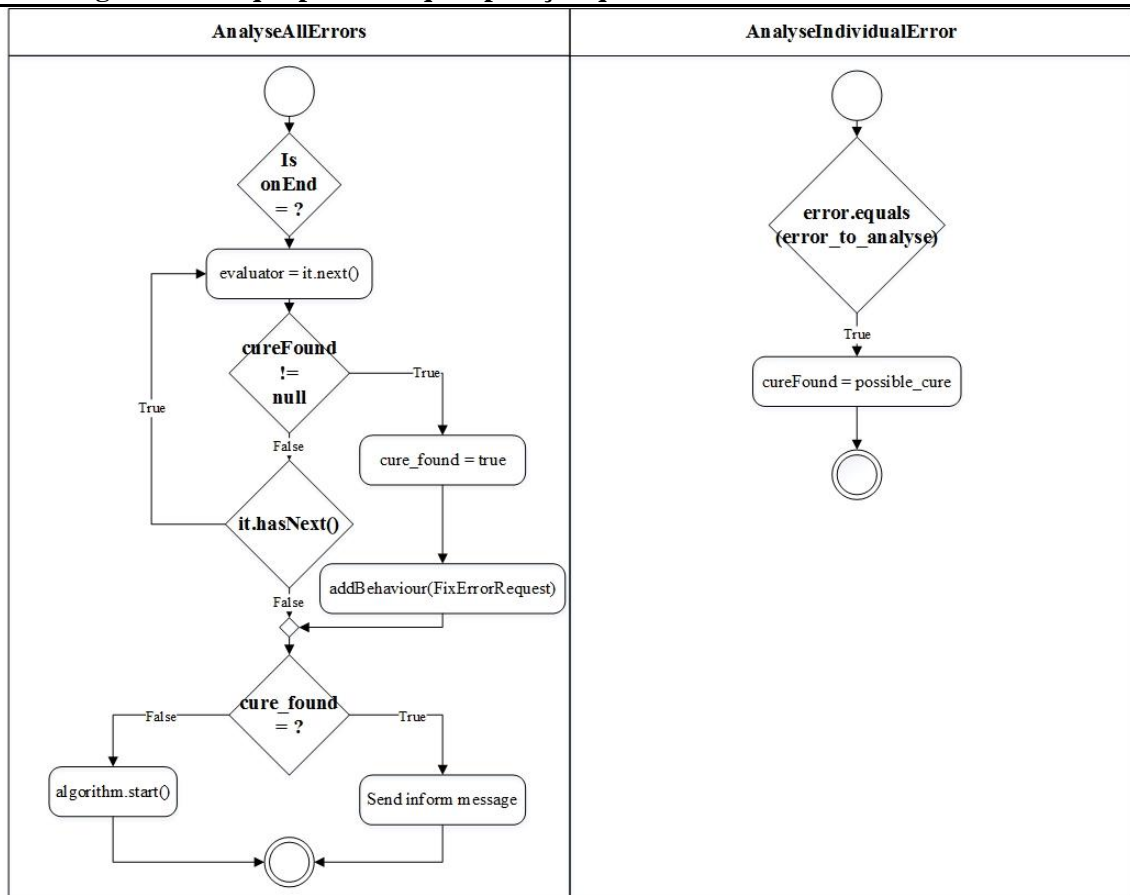 AnalyseAllErrors
AnalyseIndividualError
Is
onEnd
= ?
evaluator = it.next()
cureFound
!=
null
True
True
False
cure_found = true
it.hasNext()
addBehaviour(FixErrorRequest)
False
cure_found
= ?
False
True
algorithm.start()
Send inform message
error.equals
(error_to_analyse)
True
cureFound = possible_cure